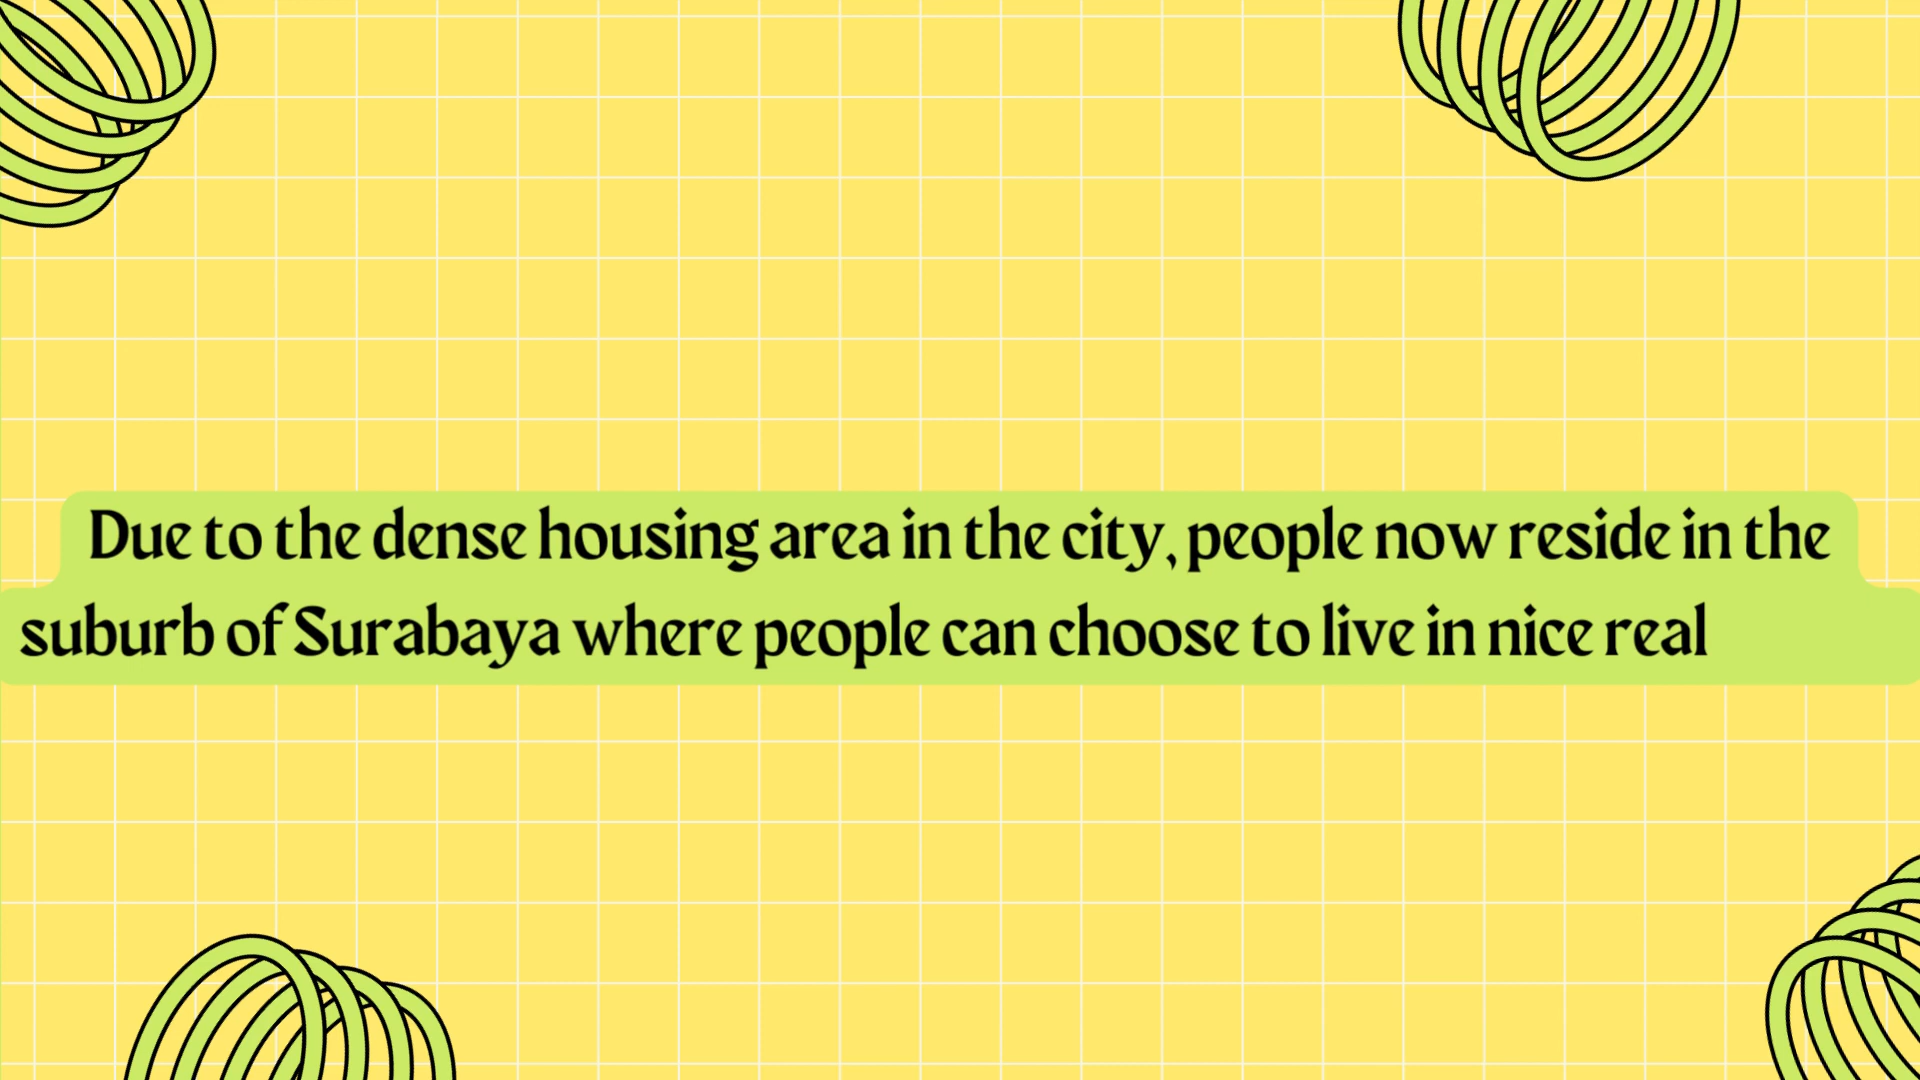 Due to the dense housing area in the city, people now reside in the
suburb of Surabaya where people can choose to live in nice real